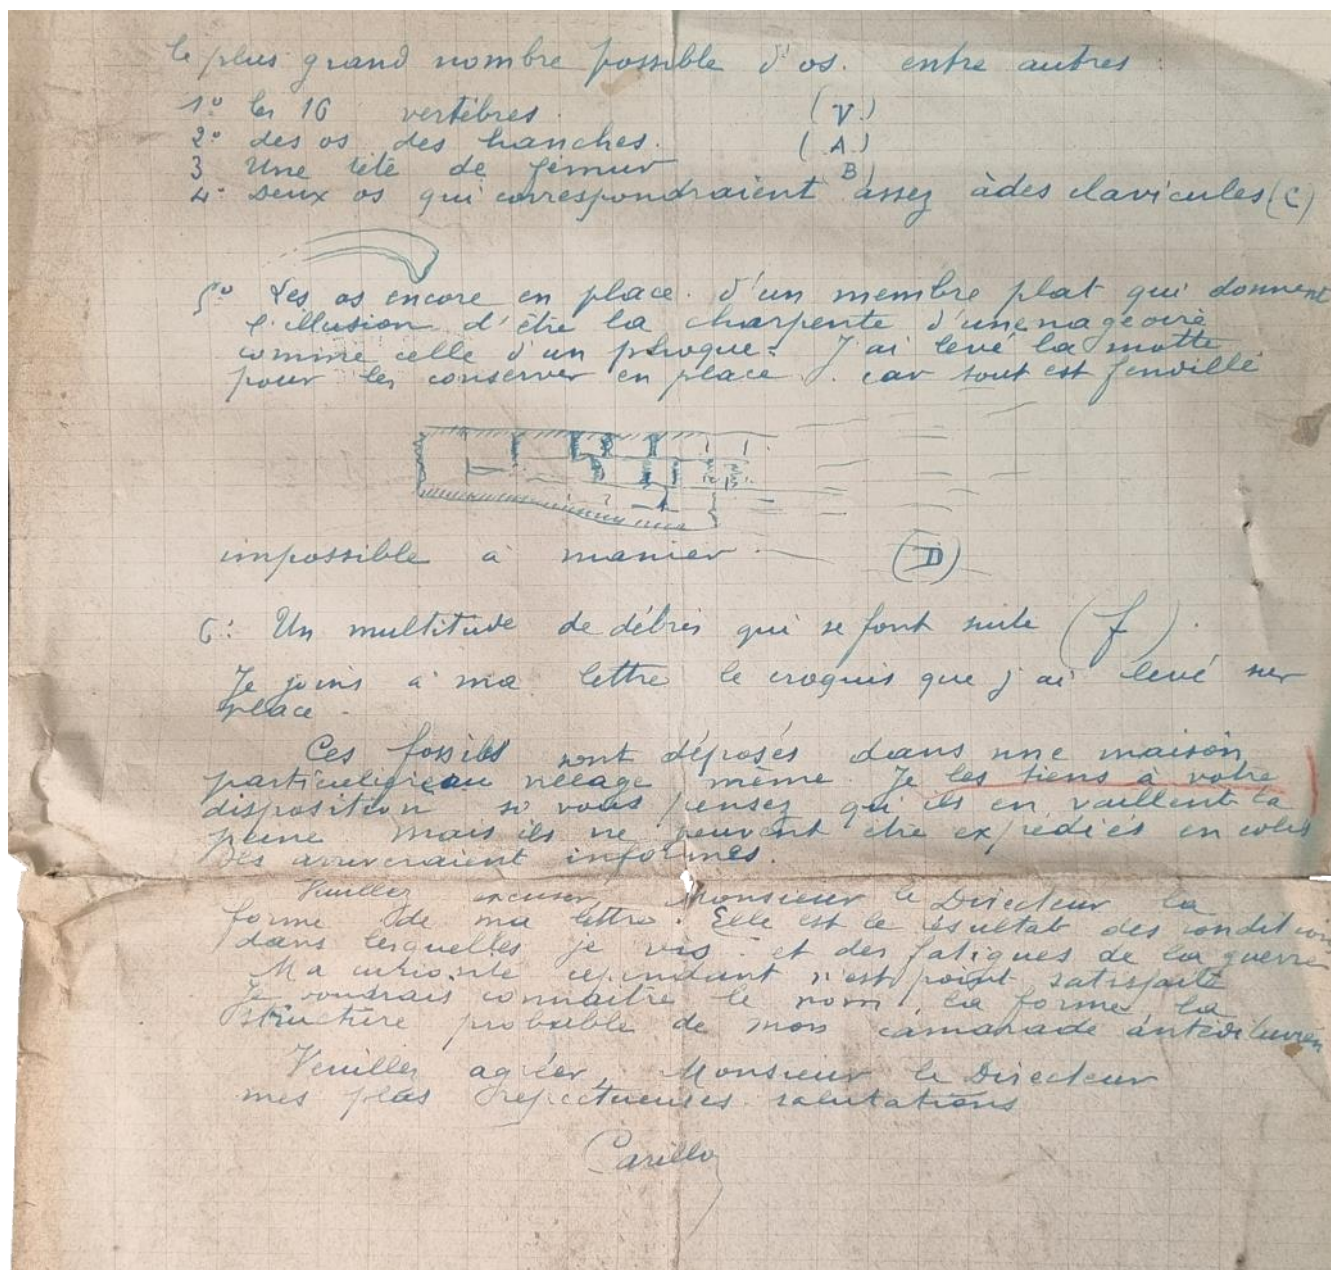 le plus grand nombre possible d'os. entre autres :
1° les 16 vertèbres. (V.)
2° des os des hanches. (A.)
3 Une tête de fémur B)
4° Deux os qui correspondraient assez àdes clavicules (C)
5° Les os encore en place. d'un membre plat qui donnent
l'illusion d'être la charpente d'unenageoire
comme celle d'un phoque. J'ai levé la motte
pour les conserver en place. car tout est fendillé
impossible à manier. (D)
6° Un multitude de débris qui se font suite (f).
Je joins à ma lettre le croquis que j'ai levé sur
place.
Ces fossiles sont déposés dans une maison
particulière au village même. Je les tiens à votre
disposition si vous pensez qu'ils en vaillent la
peine mais ils ne peuvent être expédiés en colis
Ils arriveraient informes.
Veuillez excuser, Monsieur le Directeur la
forme de ma lettre. Elle est le résultat des condition
dans lesquelles je vis - et des fatigues de la guerre
Ma curiosité cependant n'est point satisfaite
Je voudrais connaître le nom, la forme la
structure probable de mon camarade antédiluvien
Veuillez agréer, Monsieur le Directeur
mes plus respectueuses salutations